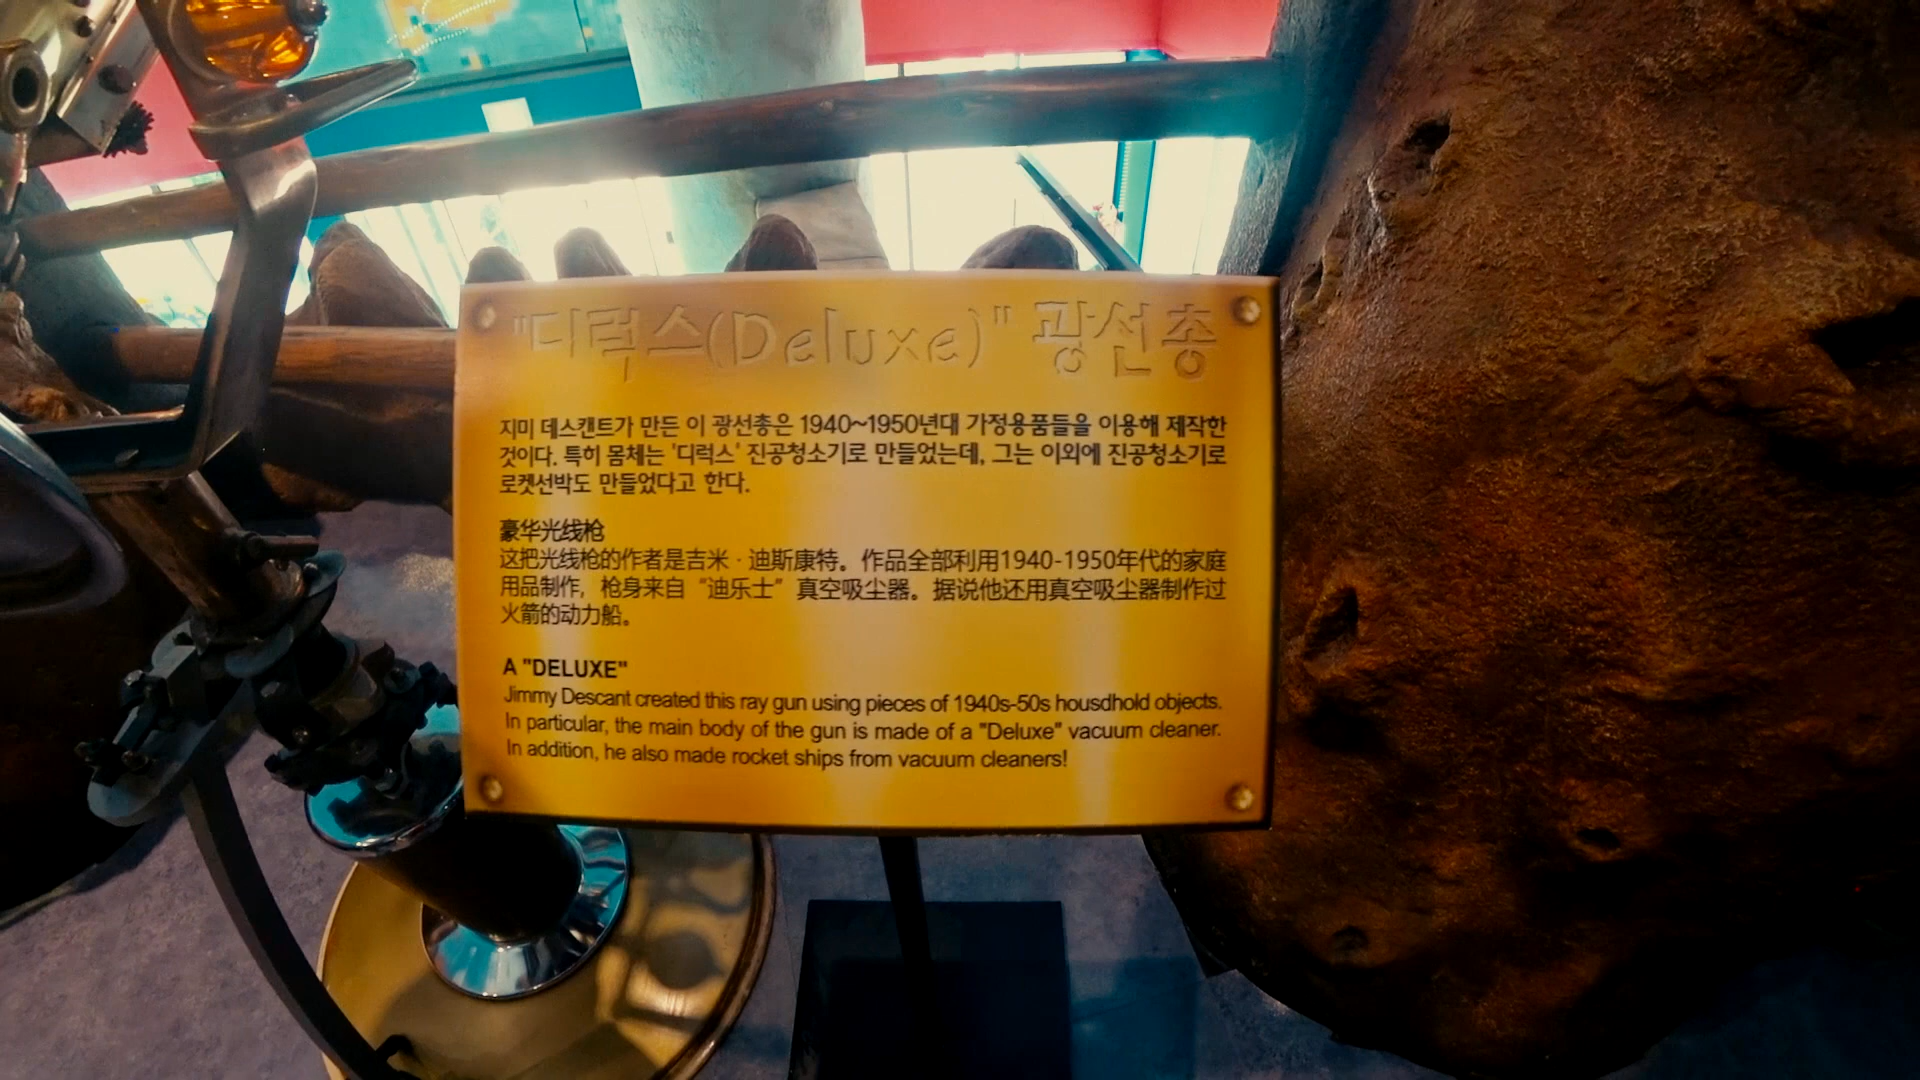 "디럭스(Deluxe)" 광선총
지미 데스캔트가 만든 이 광선총은 1940~1950년대 가정용품들을 이용해 제작한
것이다. 특히 몸체는 '디럭스' 진공청소기로 만들었는데, 그는 이외에 진공청소기로
로켓선박도 만들었다고 한다.
豪华光线枪
这把光线枪的作者是吉米·迪斯康特。作品全部利用1940-1950年代的家庭
用品制作，枪身来自“迪乐士”真空吸尘器。据说他还用真空吸尘器制作过
火箭的动力船。
A "DELUXE"
Jimmy Descant created this ray gun using pieces of 1940s-50s housdhold objects.
In particular, the main body of the gun is made of a "Deluxe" vacuum cleaner.
In addition, he also made rocket ships from vacuum cleaners!